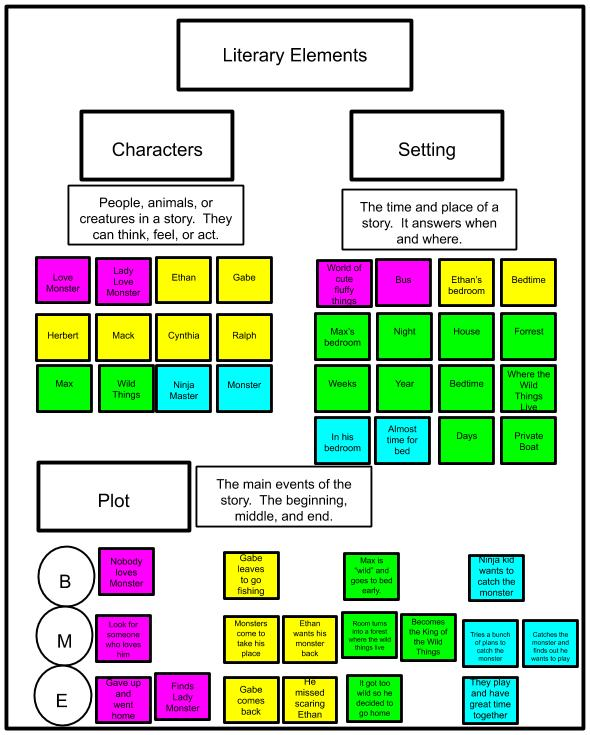 Literary Elements
Characters
Setting
People, animals, or
creatures in a story. They
can think, feel, or act.
The time and place of a
story. It answers when
and where.
Love
Monster
Lady
Love
Monster
Ethan
Gabe
Herbert
Mack
Cynthia
Ralph
Max
Wild
Things
Ninja
Master
Monster
World of
cute
fluffy
things
Bus
Ethan's
bedroom
Bedtime
Max's
bedroom
Night
House
Forrest
Weeks
Year
Bedtime
Where the
Wild
Things
Live
In his
bedroom
Almost
time for
bed
Days
Private
Boat
Plot
The main events of the
story. The beginning,
middle, and end.
B
Nobody
loves
Monster
Gabe
leaves
to go
fishing
Max is
"wild" and
goes to bed
early.
Ninja kid
wants to
catch the
monster
M
Look for
someone
who loves
him
Monsters
come to
take his
place
Ethan
wants his
monster
back
Room turns
into a forest
where the wild
things live
Becomes
the King of
the Wild
Things
Tries a bunch
of plans to
catch the
monster
Catches the
monster and
finds out he
wants to play
E
Gave up
and
went
home
Finds
Lady
Monster
Gabe
comes
back
He
missed
scaring
Ethan
It got too
wild so he
decided to
go home
They play
and have
great time
together